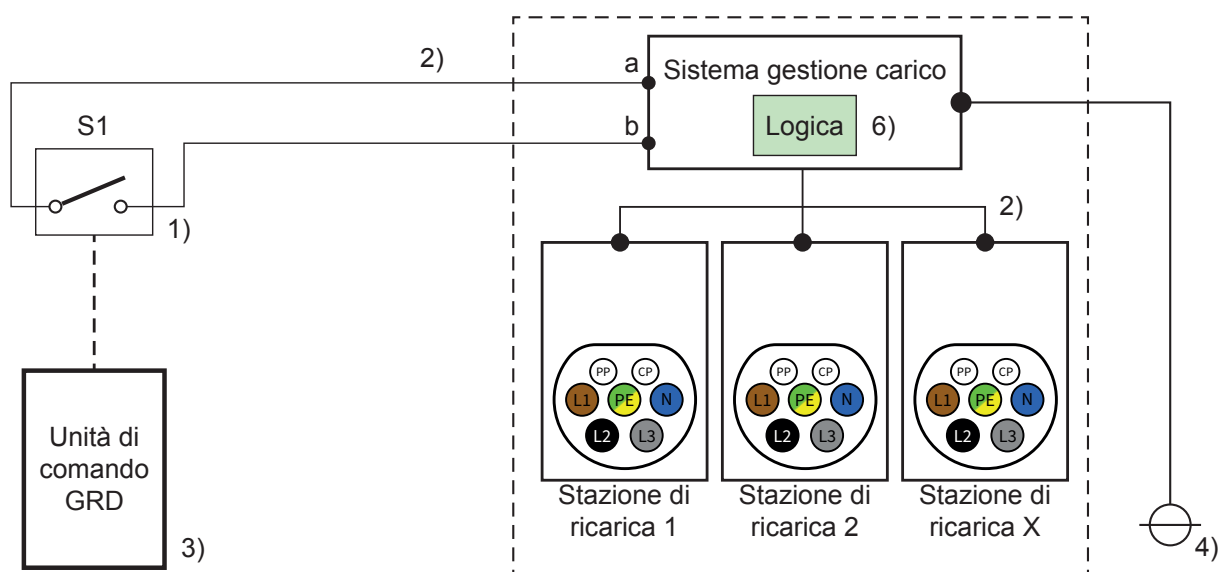 2)
a
Sistema gestione carico
Logica
6)
b
S1
1)
2)
PP CP
L1 PE N
L2 L3
PP CP
L1 PE N
L2 L3
PP CP
L1 PE N
L2 L3
Stazione di
ricarica 1
Stazione di
ricarica 2
Stazione di
ricarica X
Unità di
comando
GRD
3)
4)